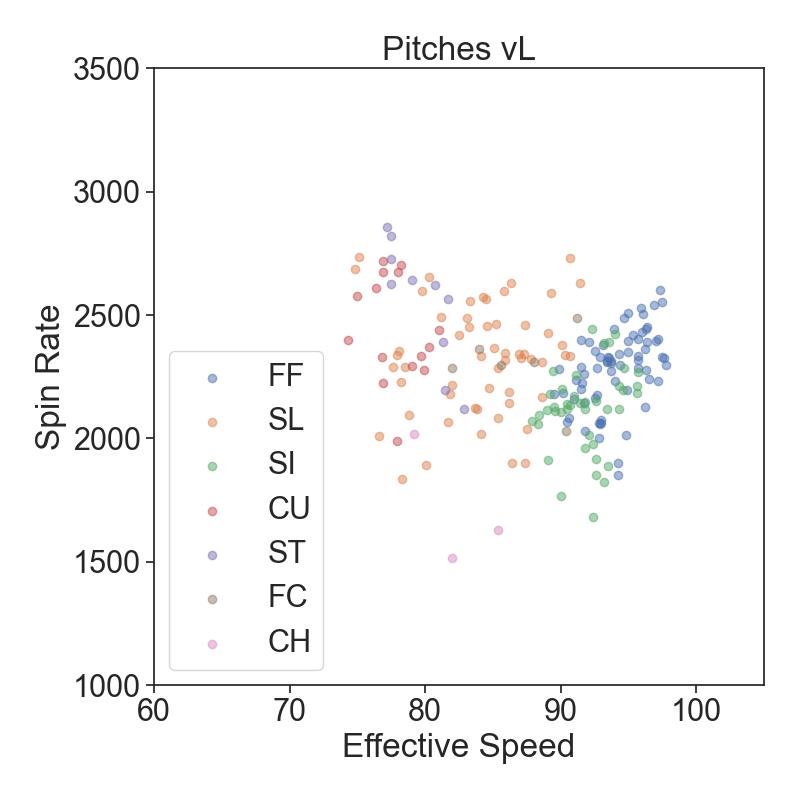 Pitches vL
3500
3000
2500
2000
1500
1000
Spin Rate
FF
SL
SI
CU
ST
FC
CH
60 70 80 90 100
Effective Speed